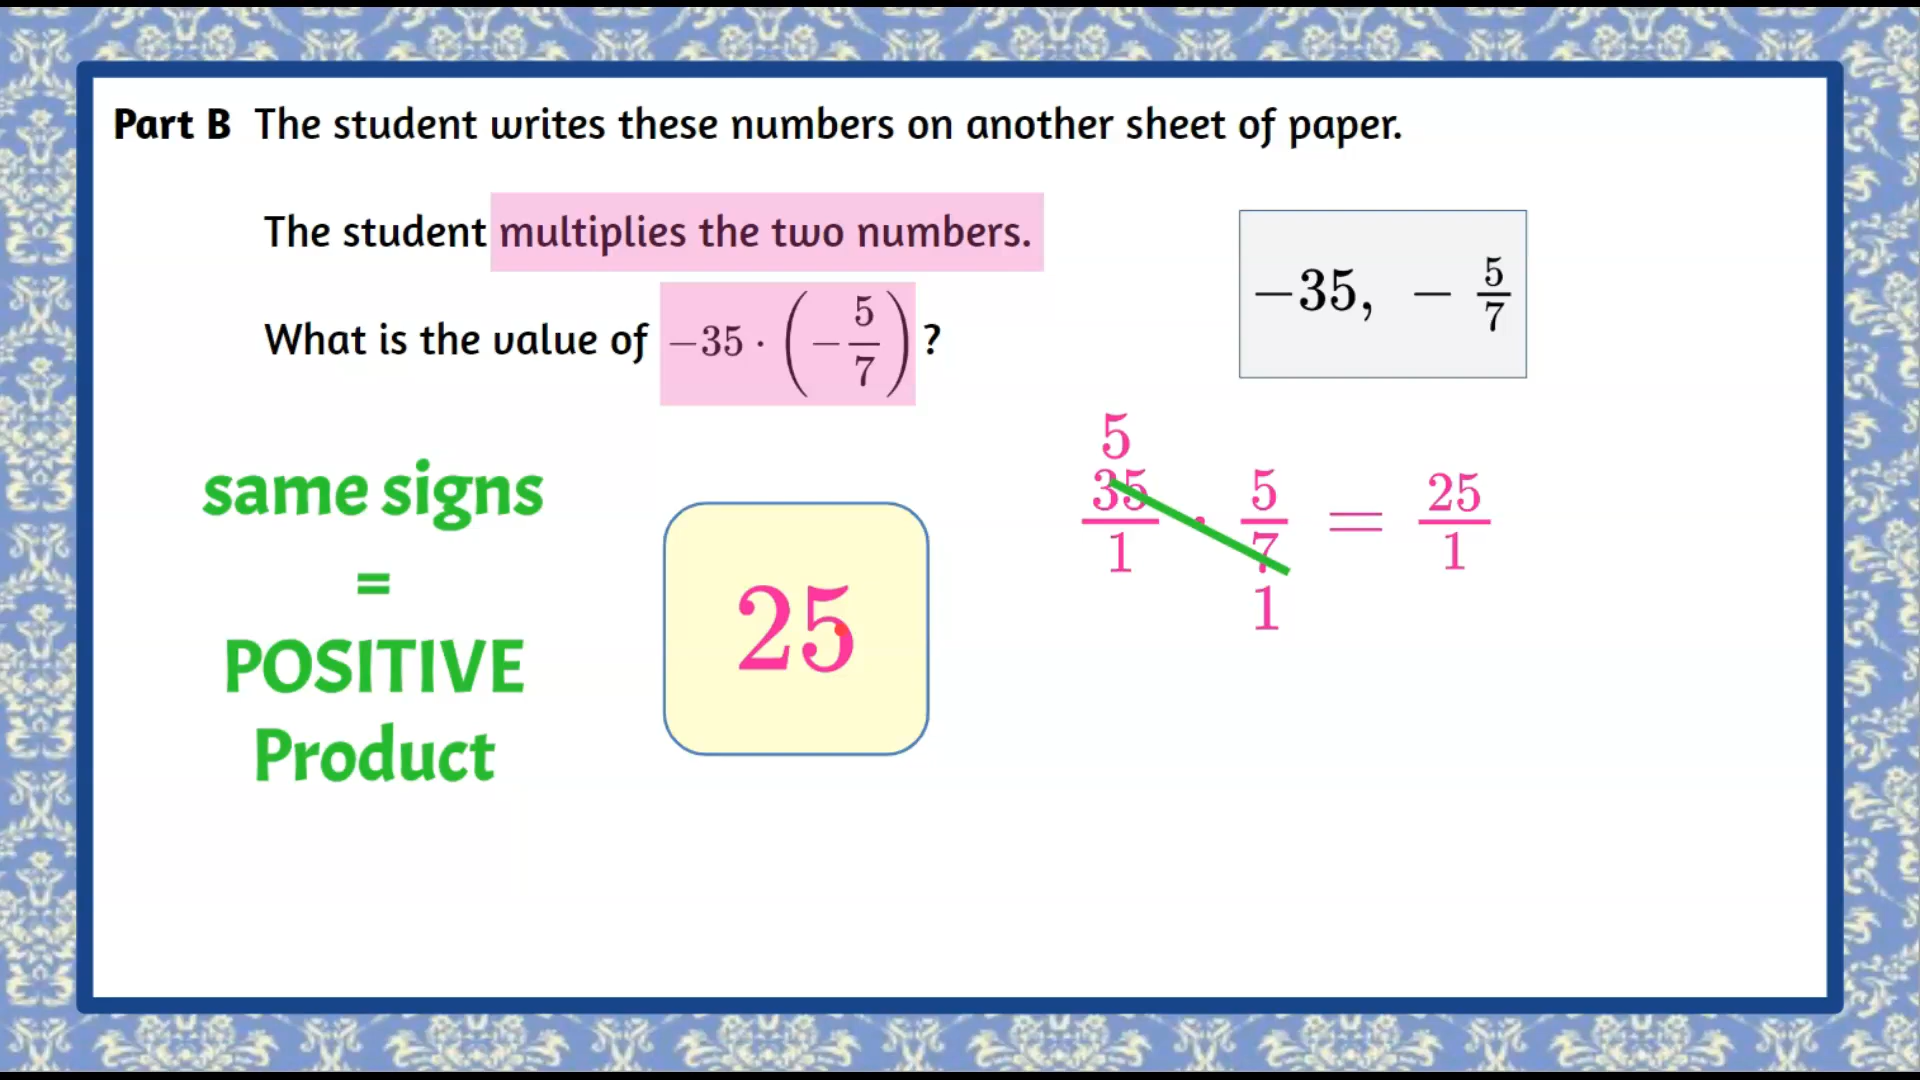 Part B The student writes these numbers on another sheet of paper.
The student multiplies the two numbers.
−35, − 5/7
What is the value of −35 · (−5/7) ?
same signs
=
POSITIVE
Product
25
5
35/1 · 5/7 = 25/1
1